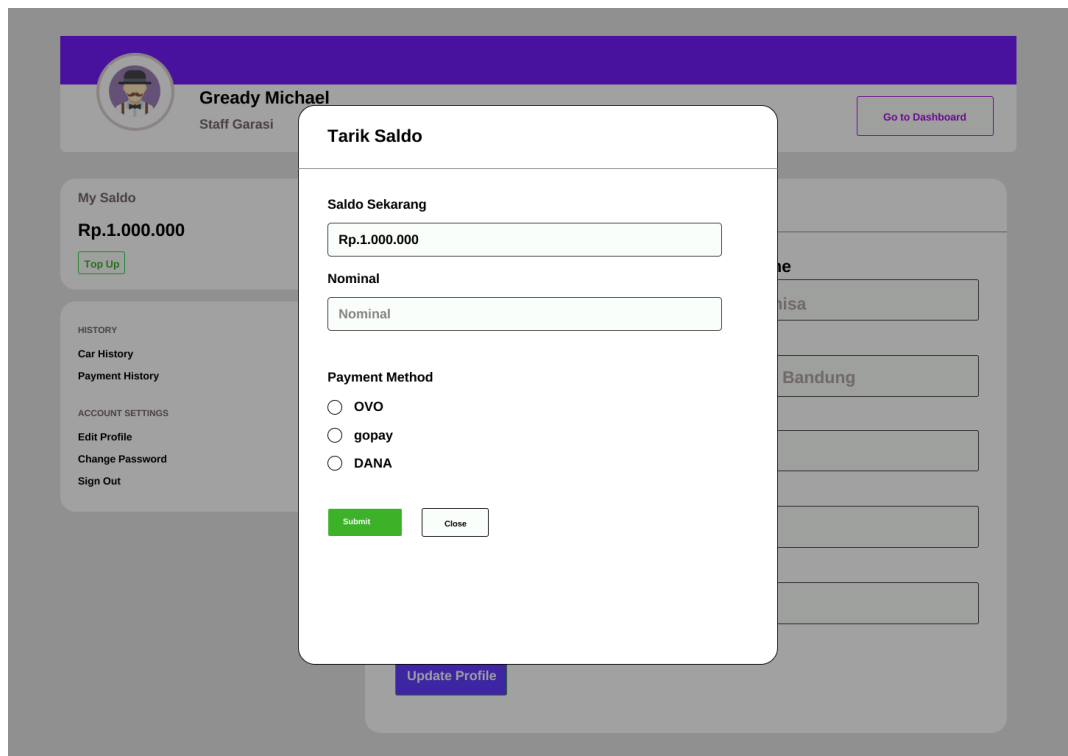 Gready Michael
Staff Garasi
Go to Dashboard
My Saldo
Rp.1.000.000
Top Up
HISTORY
Car History
Payment History
ACCOUNT SETTINGS
Edit Profile
Change Password
Sign Out
Tarik Saldo
Saldo Sekarang
Rp.1.000.000
Nominal
Nominal
Payment Method
OVO
gopay
DANA
Submit
Close
Bandung
Update Profile